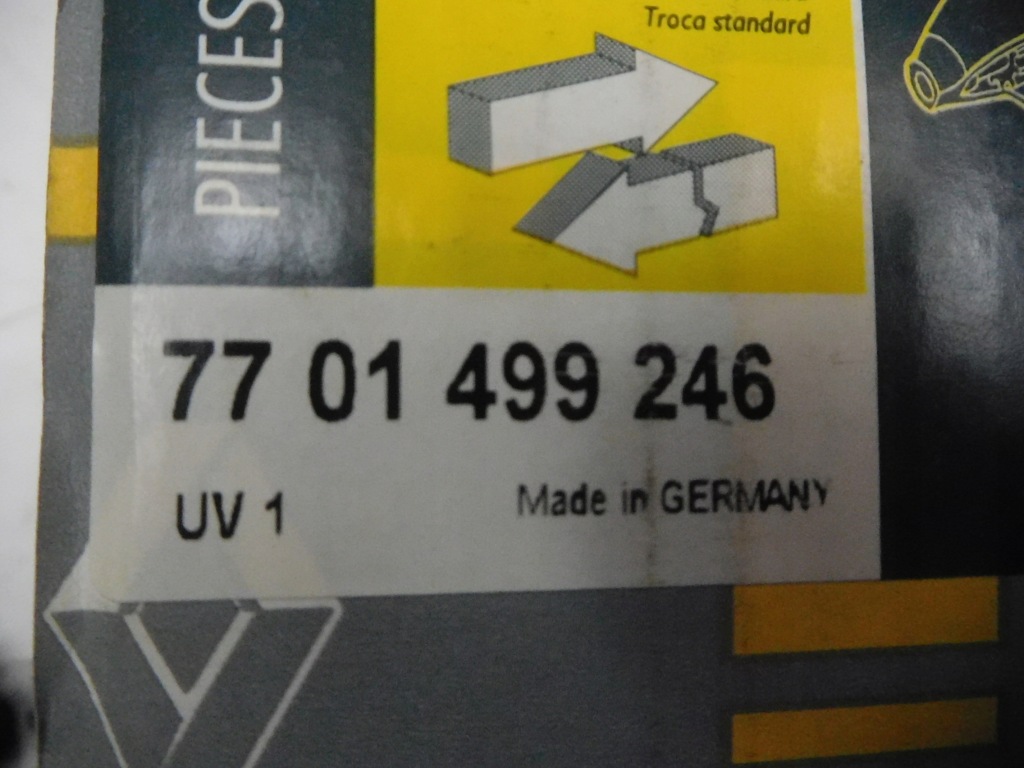 Troca standard
PIECES
77 01 499 246
UV 1
Made in GERMANY